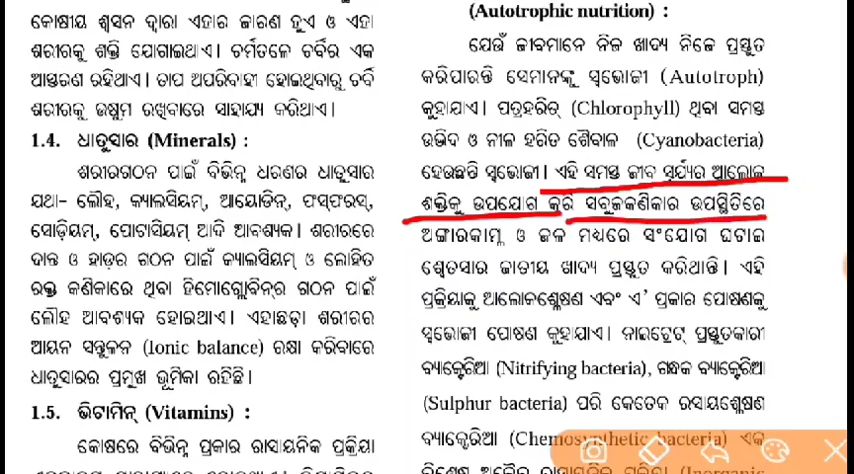 କୋଷୀୟ ଶ୍ୱସନ ଦ୍ୱାରା ଏହାର ଜାରଣ ହୁଏ ଓ ଏହା
ଶରୀରକୁ ଶକ୍ତି ଯୋଗାଇଥାଏ। ଚର୍ମତଳେ ଚର୍ବିର ଏକ
ଆସ୍ତରଣ ରହିଥାଏ। ତାପ ଅପରିବାହୀ ହୋଇଥିବାରୁ ଚର୍ବି
ଶରୀରକୁ ଉଷୁମ ରଖିବାରେ ସାହାଯ୍ୟ କରିଥାଏ।
1.4. ଧାତୁସାର (Minerals) :
ଶରୀରଗଠନ ପାଇଁ ବିଭିନ୍ନ ଧରଣର ଧାତୁସାର
ଯଥା- ଲୌହ, କ୍ୟାଲସିୟମ୍, ଆୟୋଡିନ୍, ଫସ୍‌ଫରସ୍,
ସୋଡ଼ିୟମ୍, ପୋଟାସିୟମ୍ ଆଦି ଆବଶ୍ୟକ। ଶରୀରରେ
ଦାନ୍ତ ଓ ହାଡ଼ର ଗଠନ ପାଇଁ କ୍ୟାଲସିୟମ୍ ଓ ଲୋହିତ
ରକ୍ତ କଣିକାରେ ଥିବା ହିମୋଗ୍ଲୋବିନ୍‌ର ଗଠନ ପାଇଁ
ଲୌହ ଆବଶ୍ୟକ ହୋଇଥାଏ। ଏହାଛଡ଼ା ଶରୀରର
ଆୟନ ସନ୍ତୁଳନ (Ionic balance) ରକ୍ଷା କରିବାରେ
ଧାତୁସାରର ପ୍ରମୁଖ ଭୂମିକା ରହିଛି।
1.5. ଭିଟାମିନ୍ (Vitamins) :
କୋଷରେ ବିଭିନ୍ନ ପ୍ରକାର ରାସାୟନିକ ପ୍ରକ୍ରିୟା
(Autotrophic nutrition) :
ଯେଉଁ ଜୀବମାନେ ନିଜ ଖାଦ୍ୟ ନିଜେ ପ୍ରସ୍ତୁତ
କରିପାରନ୍ତି ସେମାନଙ୍କୁ ସ୍ୱଭୋଜୀ (Autotroph)
କୁହାଯାଏ। ପତ୍ରହରିତ୍ (Chlorophyll) ଥିବା ସମସ୍ତ
ଉଦ୍ଭିଦ ଓ ନୀଳ ହରିତ ଶୈବାଳ (Cyanobacteria)
ହେଉଛନ୍ତି ସ୍ୱଭୋଜୀ। ଏହି ସମସ୍ତ ଜୀବ ସୂର୍ଯ୍ୟର ଆଲୋକ
ଶକ୍ତିକୁ ଉପଯୋଗ କରି ସବୁଜକଣିକାର ଉପସ୍ଥିତିରେ
ଅଙ୍ଗାରକାମ୍ଳ ଓ ଜଳ ମଧ୍ୟରେ ସଂଯୋଗ ଘଟାଇ
ଶ୍ୱେତସାର ଜାତୀୟ ଖାଦ୍ୟ ପ୍ରସ୍ତୁତ କରିଥାନ୍ତି। ଏହି
ପ୍ରକ୍ରିୟାକୁ ଆଲୋକଶ୍ଳେଷଣ ଏବଂ ଏ' ପ୍ରକାର ପୋଷଣକୁ
ସ୍ୱଭୋଜୀ ପୋଷଣ କୁହାଯାଏ। ନାଇଟ୍ରେଟ୍ ପ୍ରସ୍ତୁତକାରୀ
ବ୍ୟାକ୍ଟେରିଆ (Nitrifying bacteria), ଗନ୍ଧକ ବ୍ୟାକ୍ଟେରିଆ
(Sulphur bacteria) ପରି କେତେକ ରସାୟଶ୍ଳେଷଣ
ବ୍ୟାକ୍ଟେରିଆ (Chemosynthetic bacteria) ଏକ
ବିଶେଷ (Inorganic